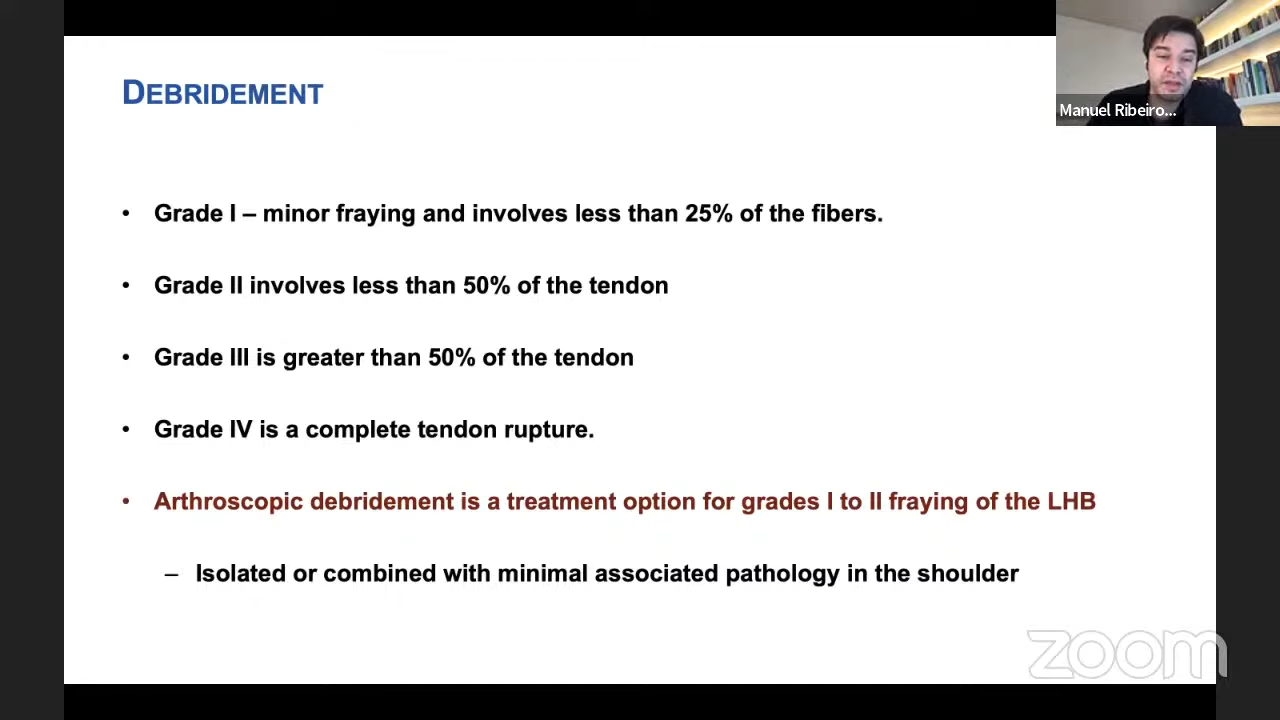 DEBRIDEMENT
Manuel Ribeiro...
• Grade I – minor fraying and involves less than 25% of the fibers.
• Grade II involves less than 50% of the tendon
• Grade III is greater than 50% of the tendon
• Grade IV is a complete tendon rupture.
• Arthroscopic debridement is a treatment option for grades I to II fraying of the LHB
– Isolated or combined with minimal associated pathology in the shoulder
zoom